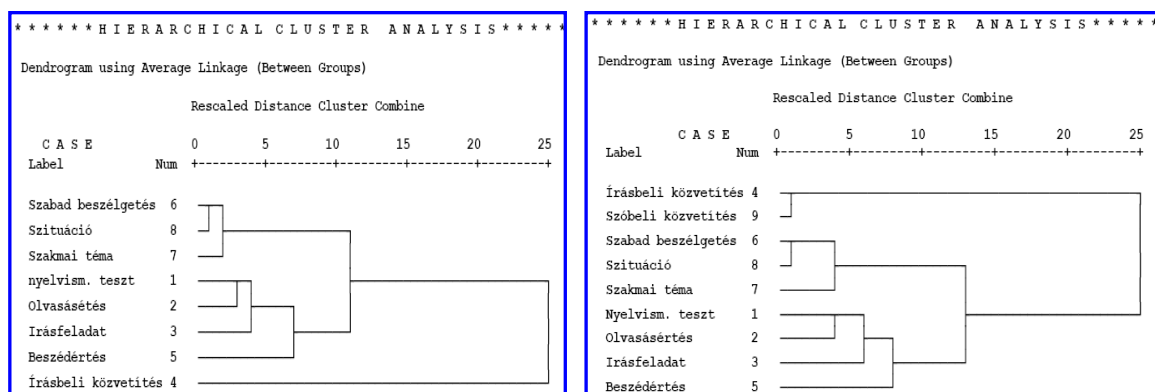 * * * * * * H I E R A R C H I C A L C L U S T E R A N A L Y S I S * * * * *
Dendrogram using Average Linkage (Between Groups)
Rescaled Distance Cluster Combine
C A S E 0 5 10 15 20 25
Label Num +---------+---------+---------+---------+---------+
Szabad beszélgetés 6
Szituáció 8
Szakmai téma 7
nyelvism. teszt 1
Olvasásétés 2
Irásfeladat 3
Beszédértés 5
Írásbeli közvetítés 4
* * * * * * H I E R A R C H I C A L C L U S T E R A N A L Y S I S * * * * *
Dendrogram using Average Linkage (Between Groups)
Rescaled Distance Cluster Combine
C A S E 0 5 10 15 20 25
Label Num +---------+---------+---------+---------+---------+
Írásbeli közvetítés 4
Szóbeli közvetítés 9
Szabad beszélgetés 6
Szituáció 8
Szakmai téma 7
Nyelvism. teszt 1
Olvasásértés 2
Irásfeladat 3
Beszédértés 5